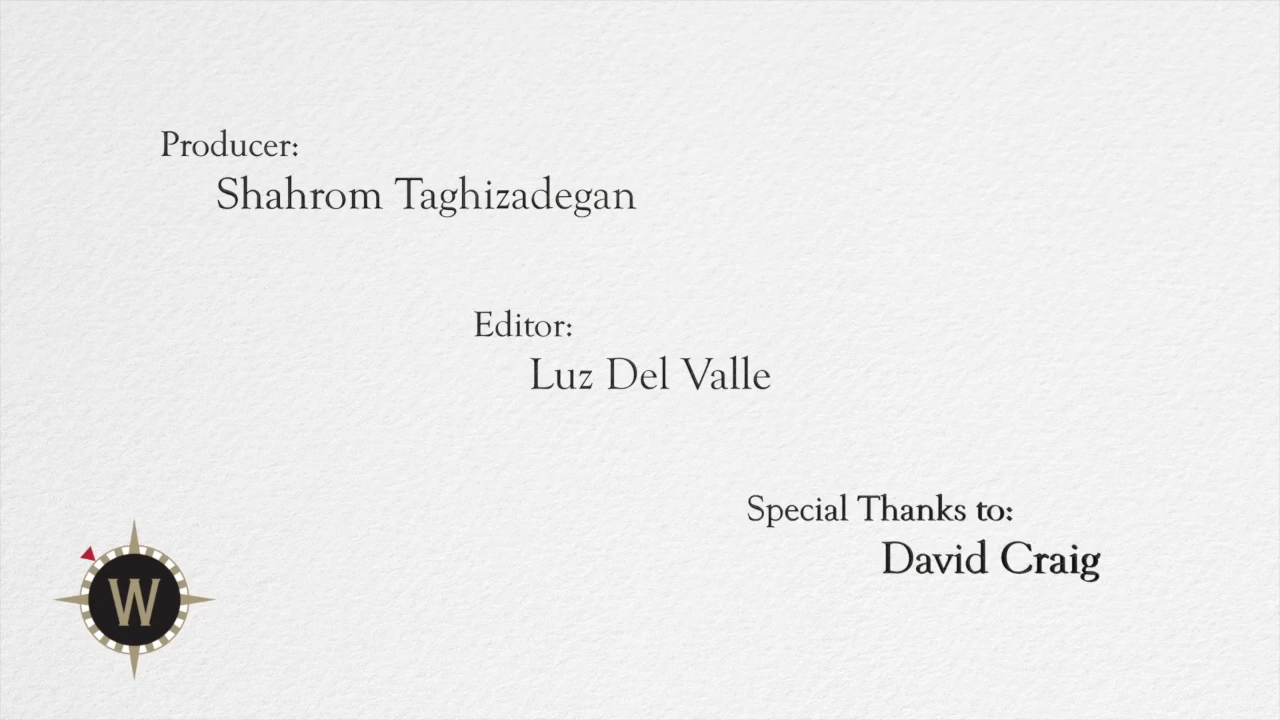 Producer:
Shahrom Taghizadegan
Editor:
Luz Del Valle
Special Thanks to:
David Craig
W